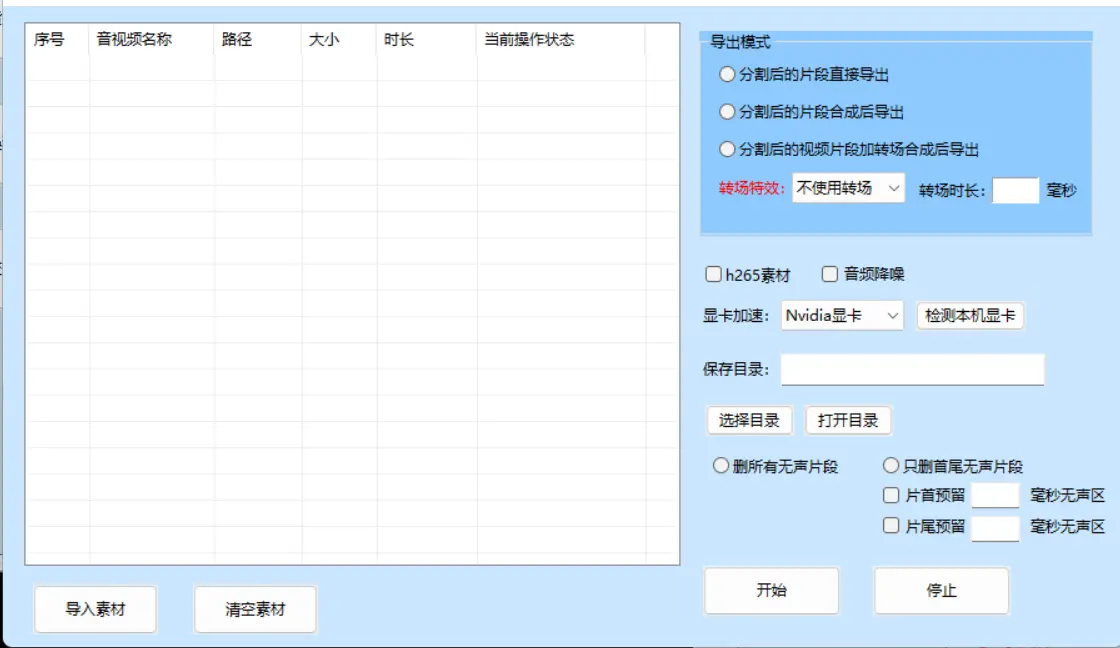 序号 音视频名称 路径 大小 时长 当前操作状态
导出模式
分割后的片段直接导出
分割后的片段合成后导出
分割后的视频片段加转场合成后导出
转场特效： 不使用转场 转场时长： 毫秒
h265素材 音频降噪
显卡加速： Nvidia显卡 检测本机显卡
保存目录：
选择目录 打开目录
删所有无声片段 只删首尾无声片段
片首预留 毫秒无声区
片尾预留 毫秒无声区
导入素材 清空素材 开始 停止